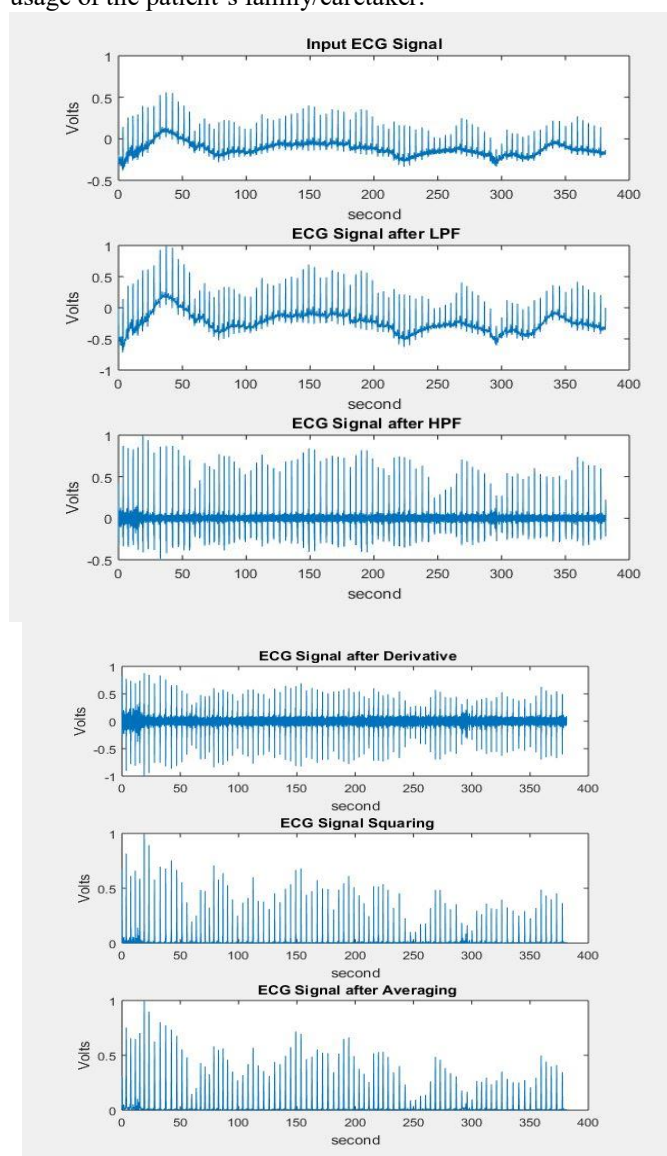 usage of the patient's family/caretaker.
Input ECG Signal
1
0.5
0
-0.5
Volts
0 50 100 150 200 250 300 350 400
second
ECG Signal after LPF
1
0.5
0
-0.5
-1
Volts
0 50 100 150 200 250 300 350 400
second
ECG Signal after HPF
1
0.5
0
-0.5
Volts
0 50 100 150 200 250 300 350 400
second
ECG Signal after Derivative
1
0.5
0
-0.5
-1
Volts
0 50 100 150 200 250 300 350 400
second
ECG Signal Squaring
1
0.5
0
Volts
0 50 100 150 200 250 300 350 400
second
ECG Signal after Averaging
1
0.5
0
Volts
0 50 100 150 200 250 300 350 400
second